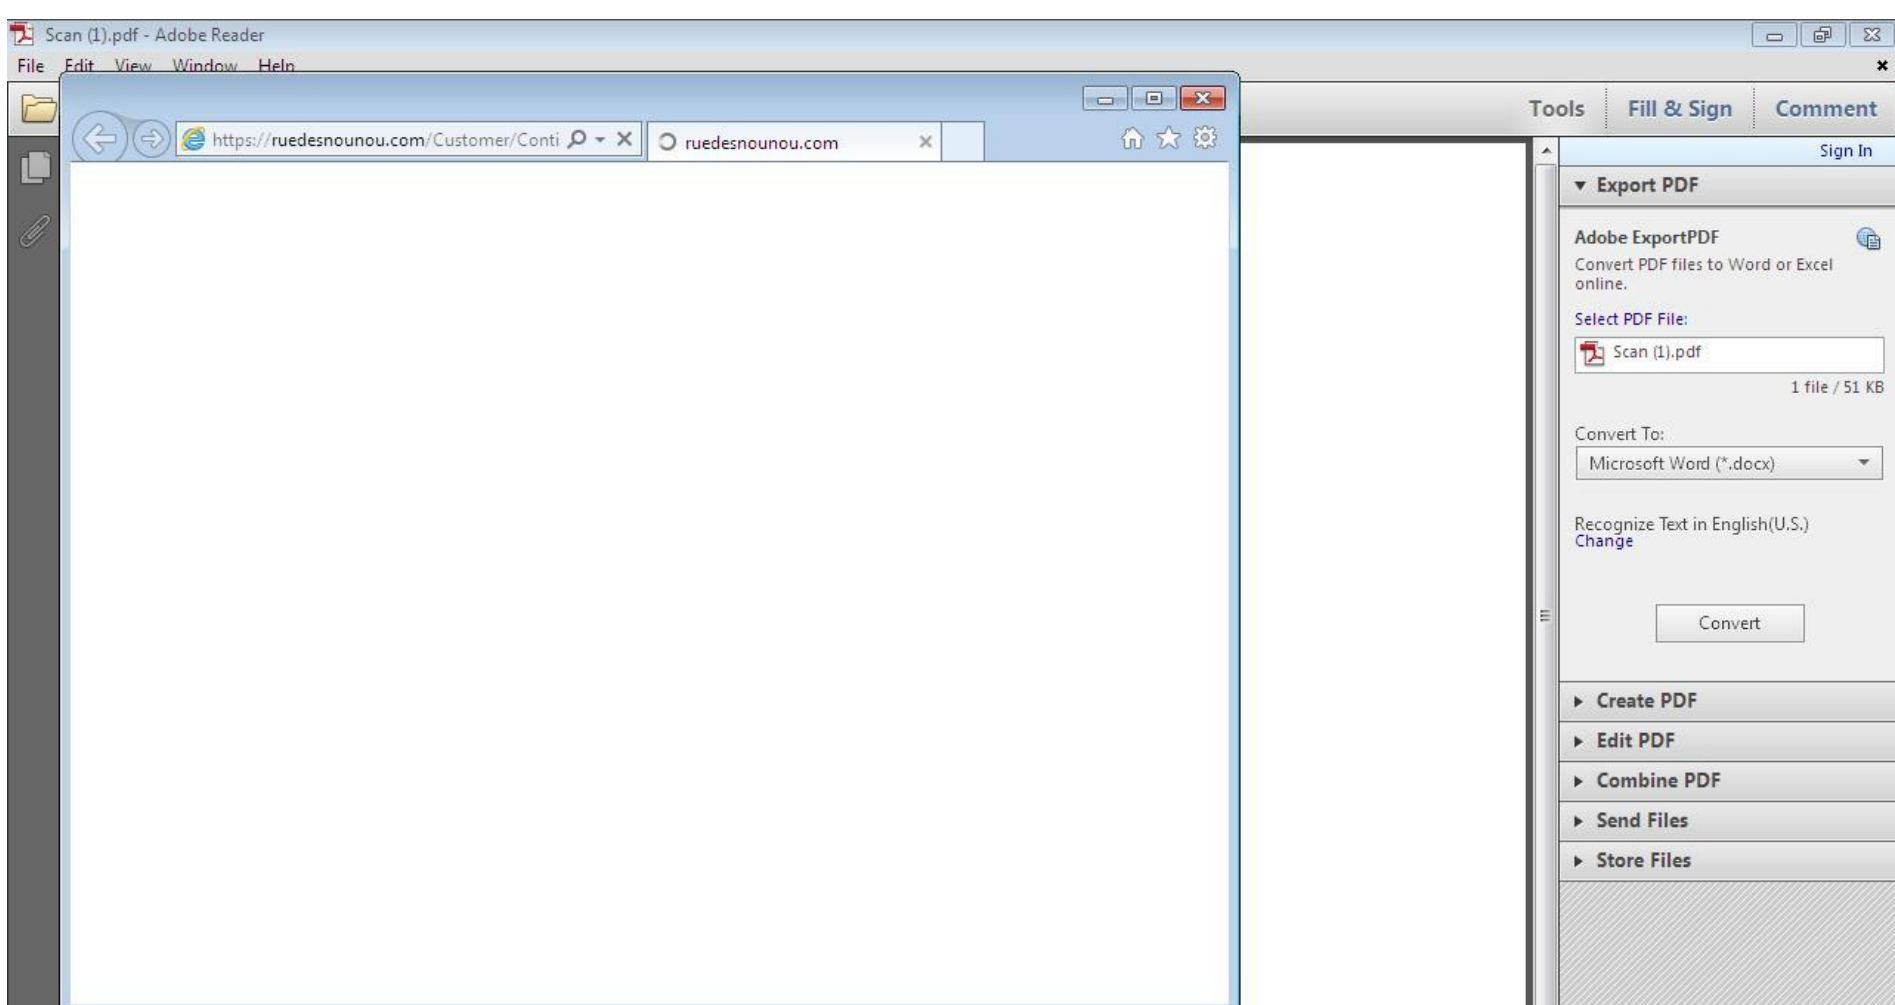 Scan (1).pdf - Adobe Reader
File Edit View Window Help
https://ruedesnounou.com/Customer/Conti
ruedesnounou.com
Tools Fill & Sign Comment
Sign In
Export PDF
Adobe ExportPDF
Convert PDF files to Word or Excel
online.
Select PDF File:
Scan (1).pdf
1 file / 51 KB
Convert To:
Microsoft Word (*.docx)
Recognize Text in English(U.S.)
Change
Convert
Create PDF
Edit PDF
Combine PDF
Send Files
Store Files